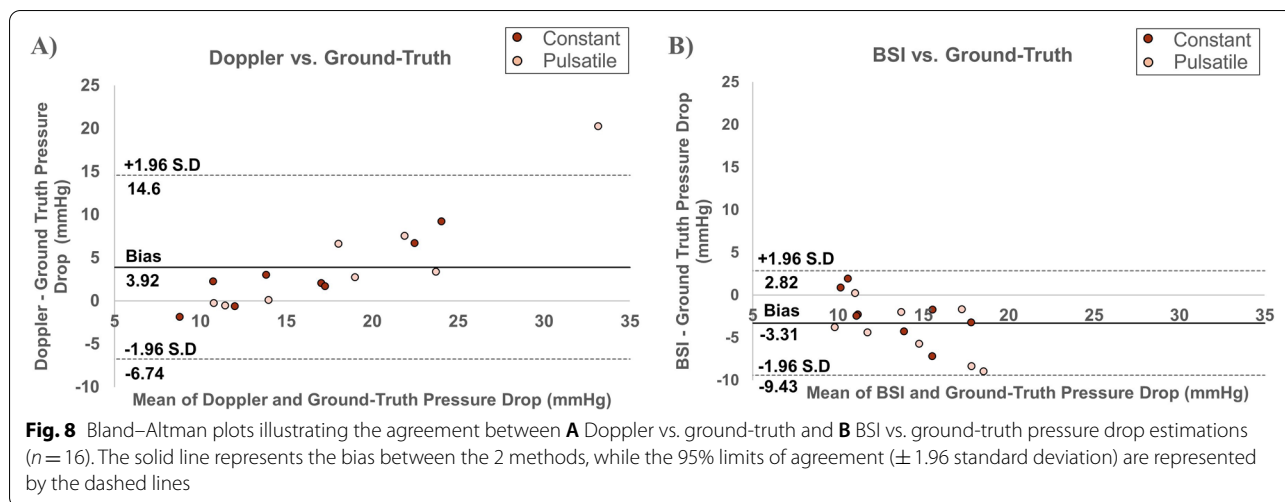 A)
Doppler vs. Ground-Truth
Constant
Pulsatile
Doppler - Ground Truth Pressure
Drop (mmHg)
25
20
15
10
5
0
-5
-10
+1.96 S.D
14.6
Bias
3.92
-1.96 S.D
-6.74
5 10 15 20 25 30 35
Mean of Doppler and Ground-Truth Pressure Drop (mmHg)
B)
BSI vs. Ground-Truth
Constant
Pulsatile
BSI - Ground Truth Pressure Drop
(mmHg)
25
20
15
10
5
0
-5
-10
+1.96 S.D
2.82
Bias
-3.31
-1.96 S.D
-9.43
5 10 15 20 25 30 35
Mean of BSI and Ground-Truth Pressure Drop (mmHg)
Fig. 8 Bland–Altman plots illustrating the agreement between A Doppler vs. ground-truth and B BSI vs. ground-truth pressure drop estimations
(n = 16). The solid line represents the bias between the 2 methods, while the 95% limits of agreement (± 1.96 standard deviation) are represented
by the dashed lines